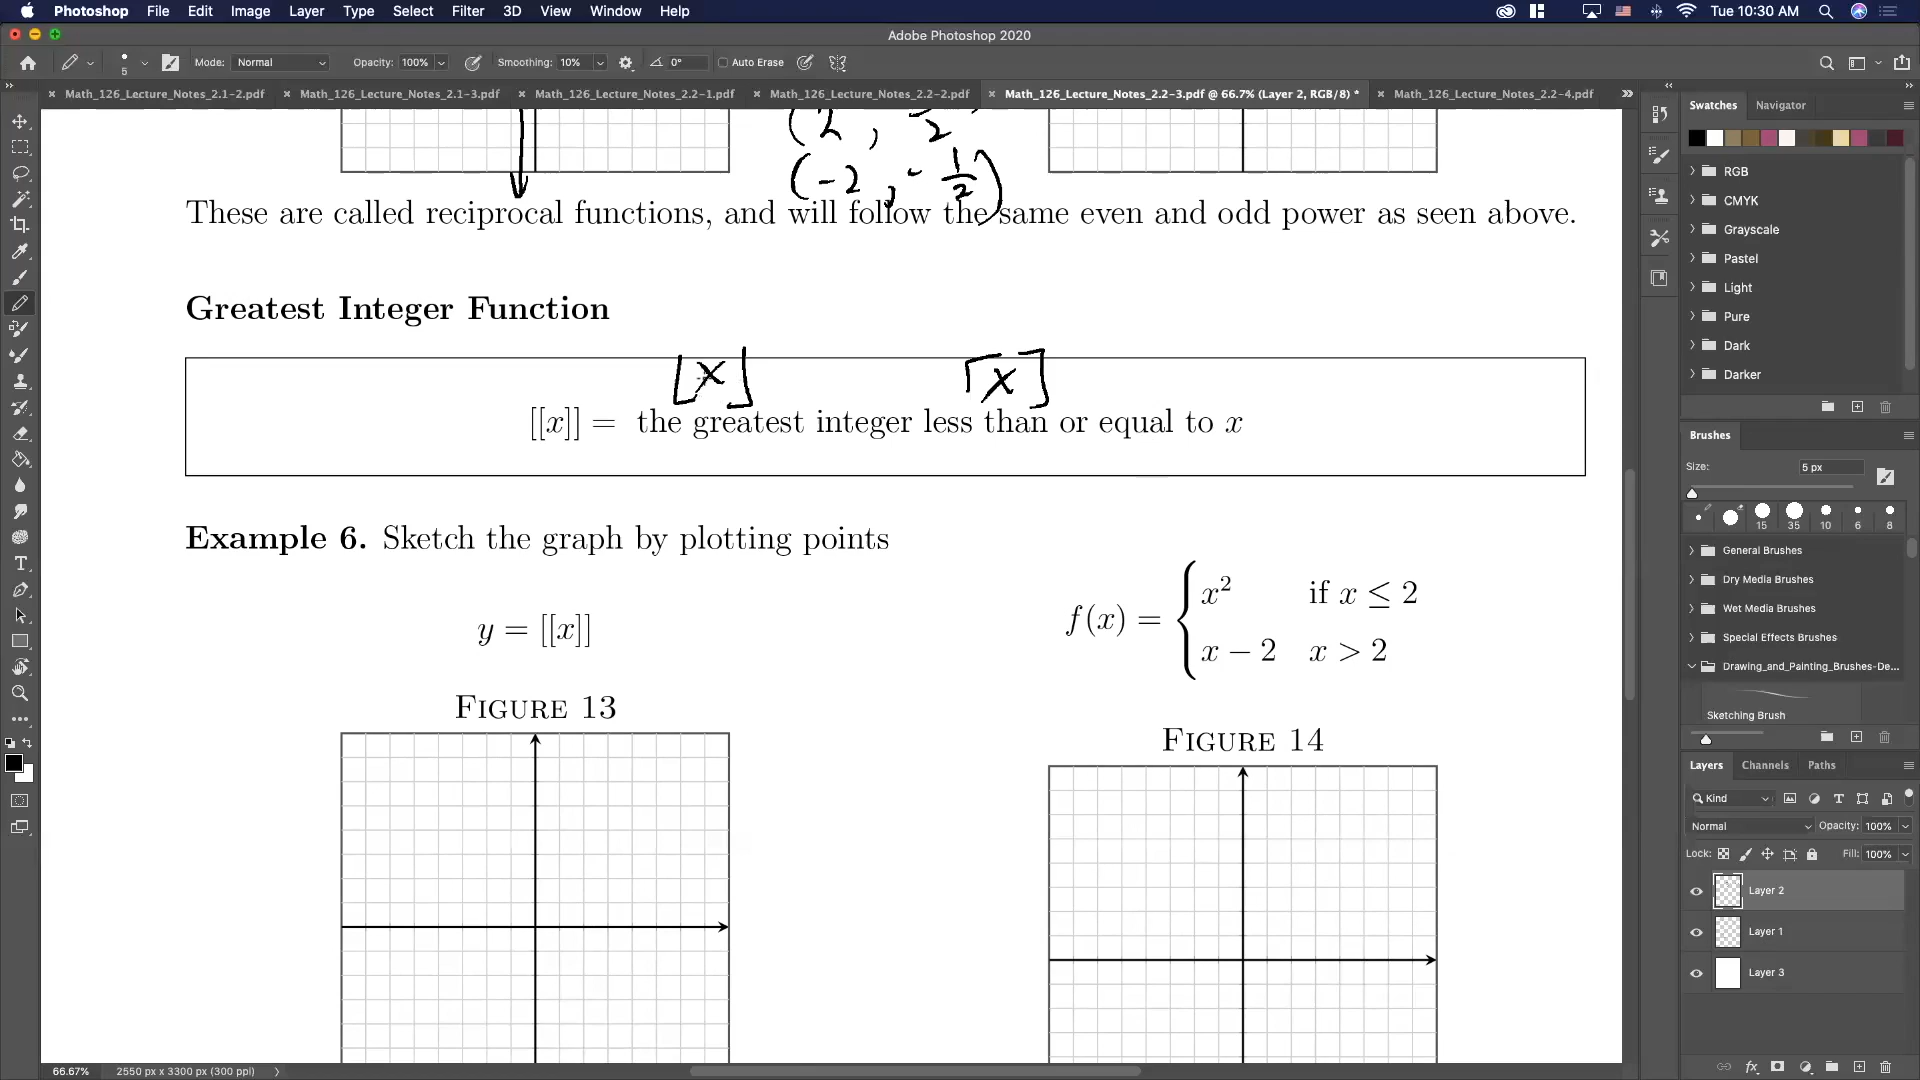 Photoshop File Edit Image Layer Type Select Filter 3D View Window Help Tue 10:30 AM
Adobe Photoshop 2020
5 Mode: Normal Opacity: 100% Smoothing: 10% 0° Auto Erase
Math_126_Lecture_Notes_2.1-2.pdf Math_126_Lecture_Notes_2.1-3.pdf Math_126_Lecture_Notes_2.2-1.pdf Math_126_Lecture_Notes_2.2-2.pdf Math_126_Lecture_Notes_2.2-3.pdf @ 66.7% (Layer 2, RGB/8) * Math_126_Lecture_Notes_2.2-4.pdf
(2, 2
(-2, -1/2)
These are called reciprocal functions, and will follow the same even and odd power as seen above.
Greatest Integer Function
⌊x⌋ ⌈x]
[[x]] = the greatest integer less than or equal to x
Example 6. Sketch the graph by plotting points
y = [[x]]
f(x) = { x² if x ≤ 2
x − 2 x > 2
Figure 13
Figure 14
66.67% 2550 px x 3300 px (300 ppi)
Swatches Navigator
RGB
CMYK
Grayscale
Pastel
Light
Pure
Dark
Darker
Brushes
Size: 5 px
15 35 10 6 8
General Brushes
Dry Media Brushes
Wet Media Brushes
Special Effects Brushes
Drawing_and_Painting_Brushes-De...
Sketching Brush
Layers Channels Paths
Kind
Normal Opacity: 100%
Lock: Fill: 100%
Layer 2
Layer 1
Layer 3